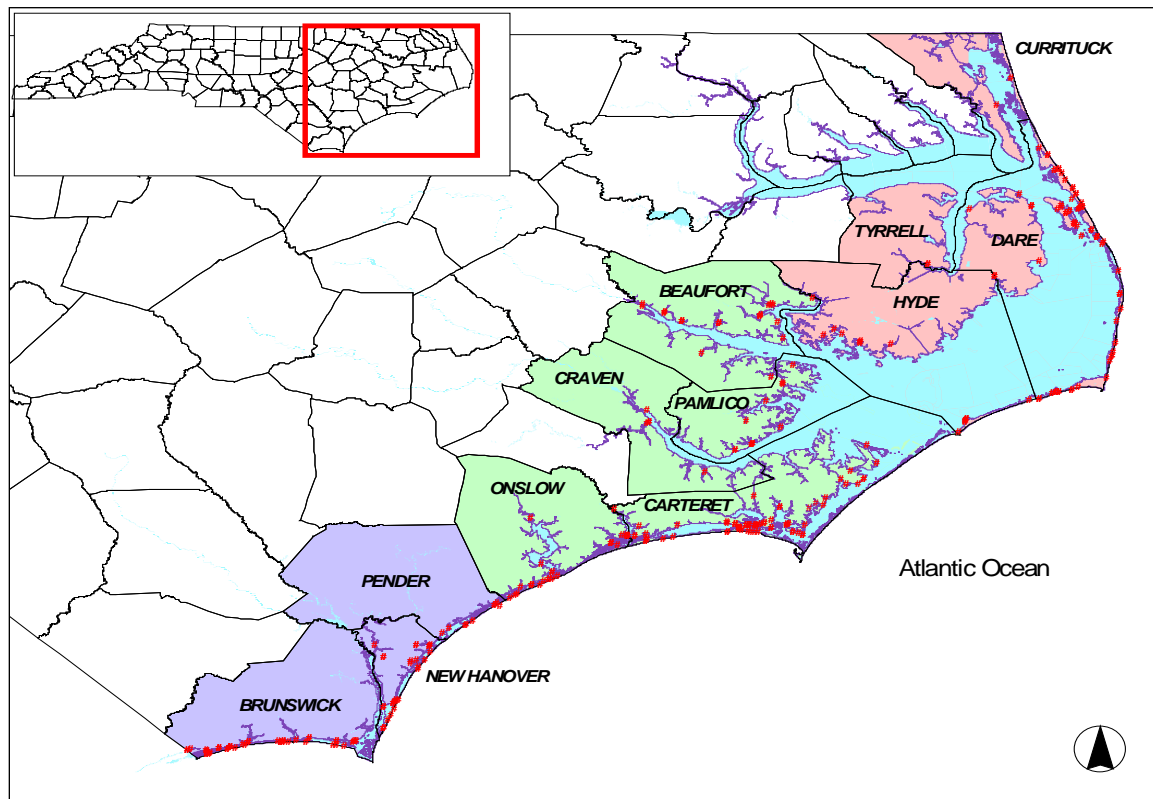 CURRITUCK
TYRRELL
DARE
BEAUFORT
HYDE
CRAVEN
PAMLICO
ONSLOW
CARTERET
Atlantic Ocean
PENDER
NEW HANOVER
BRUNSWICK